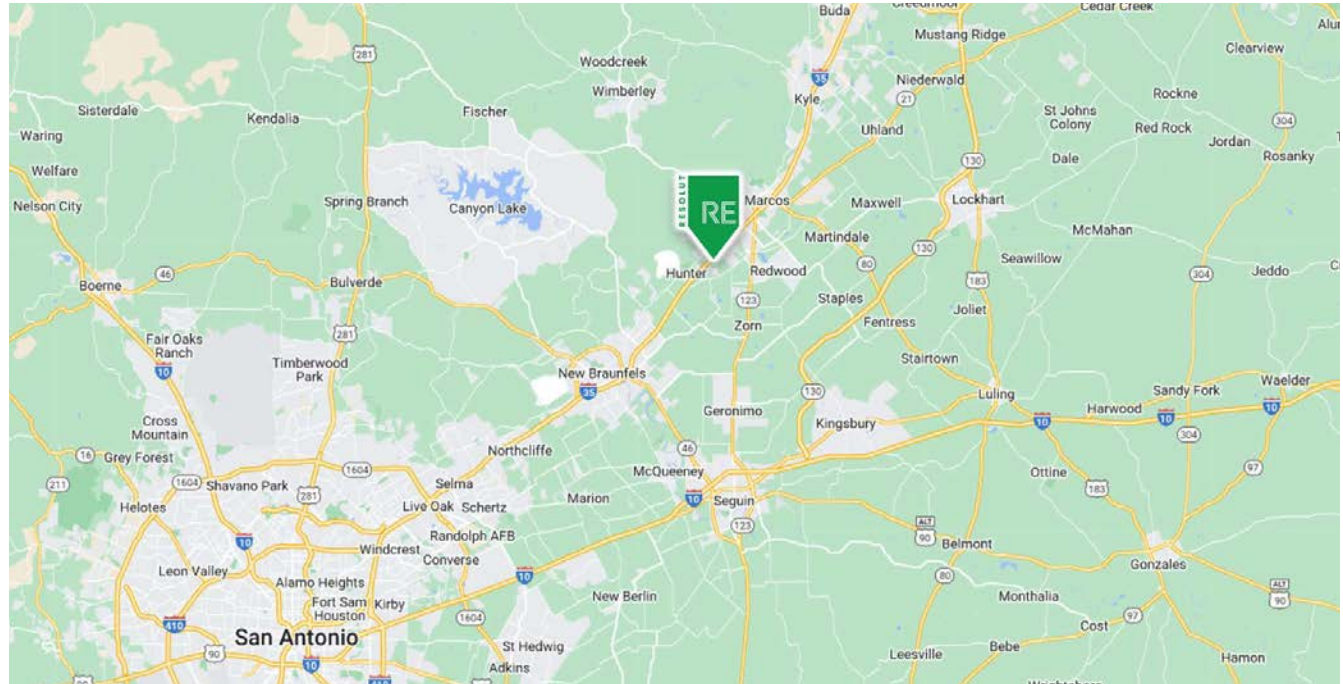 Buda
Creedmoor
Cedar Creek
Mustang Ridge
281
Woodcreek
Clearview
Wimberley
35
Niederwald
Kyle
21
Rockne
Sisterdale
Kendalia
Fischer
St Johns
Colony
304
Waring
Uhland
Red Rock
Jordan
Rosanky
Welfare
130
Dale
Nelson City
Spring Branch
Canyon Lake
RESOLUT
RE
Marcos
Maxwell
Lockhart
McMahan
Martindale
130
Seawillow
46
Hunter
Redwood
80
304
Jeddo
Boerne
Bulverde
183
123
Staples
Joliet
Fair Oaks
Ranch
281
Zorn
Fentress
Timberwood
Park
10
Stairtown
New Braunfels
35
130
Sandy Fork
Waelder
Luling
Geronimo
Harwood
10
10
10
Cross
Mountain
Kingsbury
304
Northcliffe
46
16
Grey Forest
1604
McQueeney
97
211
1604
Shavano Park
Selma
Ottine
281
Marion
10
Seguin
183
Helotes
Live Oak
Schertz
123
Randolph AFB
ALT
90
10
Windcrest
Converse
Belmont
Leon Valley
10
Gonzales
Alamo Heights
80
ALT
90
Fort Sam
Houston
Kirby
New Berlin
Monthalia
1604
97
410
Cost
San Antonio
St Hedwig
Bebe
90
10
Adkins
Leesville
Hamon
410